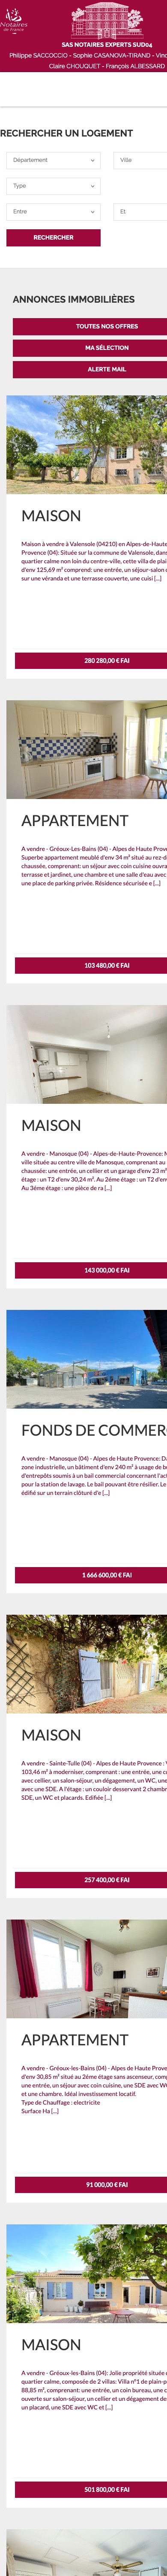 Notaires
de France
SAS NOTAIRES EXPERTS SUD04
Philippe SACCOCCIO - Sophie CASANOVA-TIRAND -
Claire CHOUQUET - François ALBESSARD
RECHERCHER UN LOGEMENT
Département
Ville
Type
Entre
Et
RECHERCHER
ANNONCES IMMOBILIÈRES
TOUTES NOS OFFRES
MA SÉLECTION
ALERTE MAIL
MAISON
Maison à vendre à Valensole (04210) en Alpes-de-Haute
Provence (04): Située sur la commune de Valensole, dans
quartier calme non loin du centre-ville, cette villa de
d'env 125,69 m² comprend: une entrée, un séjour-salon
sur une véranda et une terrasse couverte, une cuisi [...]
280 280,00 € FAI
APPARTEMENT
A vendre - Gréoux-Les-Bains (04) - Alpes de Haute
Superbe appartement meublé d'env 34 m² situé au
chaussée, comprenant: un séjour avec coin cuisine
terrasse et jardinet, une chambre et une salle d'eau avec
une place de parking privée. Résidence sécurisée e [...]
103 480,00 € FAI
MAISON
A vendre - Manosque (04) - Alpes-de-Haute-Provence:
ville située au centre ville de Manosque, comprenant au
chaussée: une entrée, un cellier et un garage d'env 23 m²
étage : un T2 d'env 30,24 m². Au 2ème étage : un T2
Au 3ème étage : une pièce de ra [...]
143 000,00 € FAI
FONDS DE
A vendre - Manosque (04) - Alpes de Haute Provence:
zone industrielle, un bâtiment d'env 240 m² à usage de
d'entrepôts soumis à un bail commercial concernant
pour la station de lavage. Le bail pouvant être résilier. Le
édifié sur un terrain clôturé d'e [...]
1 666 600,00 € FAI
MAISON
A vendre - Sainte-Tulle (04) - Alpes de Haute Provence :
103,46 m² à moderniser, comprenant : une entrée, une
avec cellier, un salon-séjour, un dégagement, un WC,
avec une SDE. A l'étage : un couloir desservant 2
SDE, un WC et placards. Edifiée [...]
257 400,00 € FAI
APPARTEMENT
A vendre - Gréoux-les-Bains (04) - Alpes de Haute
d'env 30,85 m² situé au 2ème étage sans ascenseur,
une entrée, un séjour avec coin cuisine, une SDE avec
et une chambre. Idéal investissement locatif.
Type de Chauffage : electricite
Surface Ha [...]
91 000,00 € FAI
MAISON
A vendre - Gréoux-les-Bains (04): Jolie propriété située
quartier calme, composée de 2 villas: Villa n°1 de
88,85 m², comprenant: une entrée, un coin bureau, une
ouverte sur salon-séjour, un cellier et un dégagement
un placard, une SDE avec WC et [...]
501 800,00 € FAI